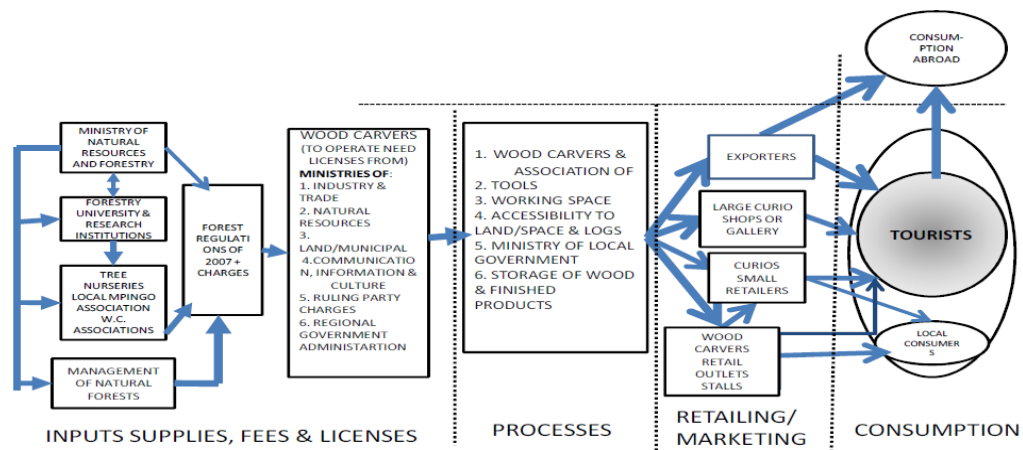 CONSUM-
PTION
ABROAD
MINISTRY OF
NATURAL
RESOURCES
AND FORESTRY
FORESTRY
UNIVERSITY &
RESEARCH
INSTITUTIONS
TREE
NURSERIES
LOCAL MPINGO
ASSOCIATION
W.C.
ASSOCIATIONS
MANAGEMENT
OF NATURAL
FORESTS
FOREST
REGULATI
ONS OF
2007 +
CHARGES
WOOD CARVERS
(TO OPERATE NEED
LICENSES FROM)
MINISTRIES OF:
1. INDUSTRY &
TRADE
2. NATURAL
RESOURCES
3.
LAND/MUNICIPAL
4.COMMUNICATIO
N, INFORMATION &
CULTURE
5. RULING PARTY
CHARGES
6. REGIONAL
GOVERNMENT
ADMINISTARTION
1. WOOD CARVERS &
ASSOCIATION OF
2. TOOLS
3. WORKING SPACE
4. ACCESSIBILITY TO
LAND/SPACE & LOGS
5. MINISTRY OF LOCAL
GOVERNMENT
6. STORAGE OF WOOD
& FINISHED
PRODUCTS
EXPORTERS
LARGE CURIO
SHOPS OR
GALLERY
CURIOS
SMALL
RETAILERS
WOOD
CARVERS
RETAIL
OUTLETS
STALLS
TOURISTS
LOCAL
CONSUMER
S
INPUTS SUPPLIES, FEES & LICENSES
PROCESSES
RETAILING/
MARKETING
CONSUMPTION